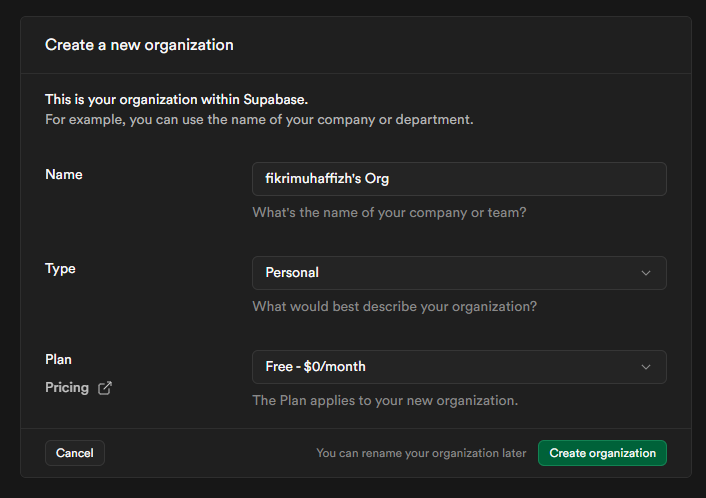 Create a new organization
This is your organization within Supabase.
For example, you can use the name of your company or department.
Name
fikrimuhaffizh's Org
What's the name of your company or team?
Type
Personal
What would best describe your organization?
Plan
Pricing
Free - $0/month
The Plan applies to your new organization.
Cancel
You can rename your organization later
Create organization